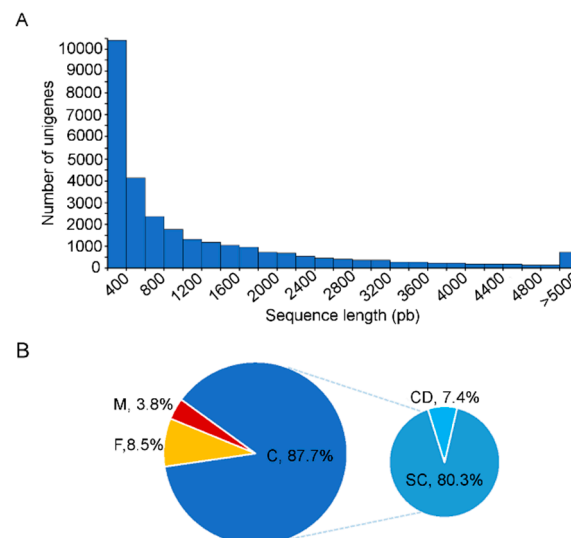 A
10000
9000
8000
7000
6000
5000
4000
3000
2000
1000
0
Number of unigenes
400
800
1200
1600
2000
2400
2800
3200
3600
4000
4400
4800
>5000
Sequence length (pb)
B
M, 3.8%
F,8.5%
C, 87.7%
CD, 7.4%
SC, 80.3%